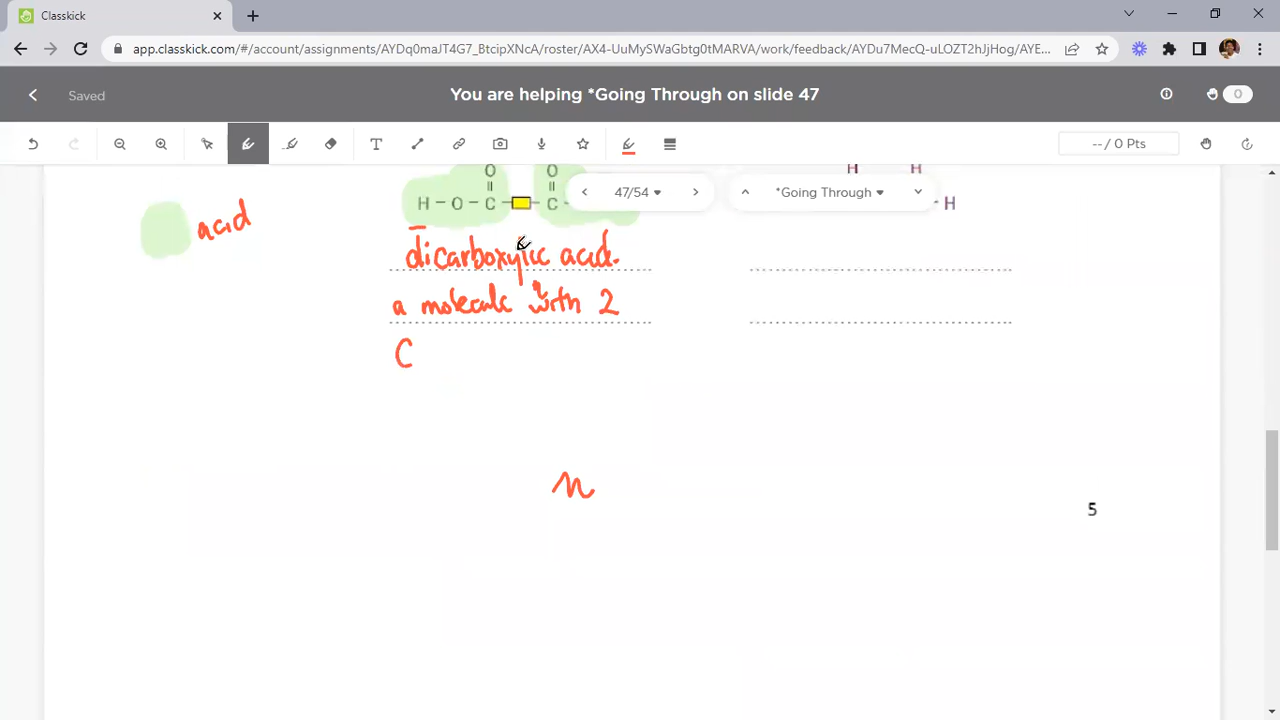 Classkick
app.classkick.com/#/account/assignments/AYDq0maJT4G7_BtcipXNcA/roster/AX4-UuMySWaGbtg0tMARVA/work/feedback/AYDu7MecQ-uLOZT2hJjHog/AYE...
Saved
You are helping *Going Through on slide 47
0
-- / 0 Pts
O O
H H
47/54
*Going Through
H - O - C - - C -
- H
acid
dicarboxylic acid.
a molecule with 2
C
n
5